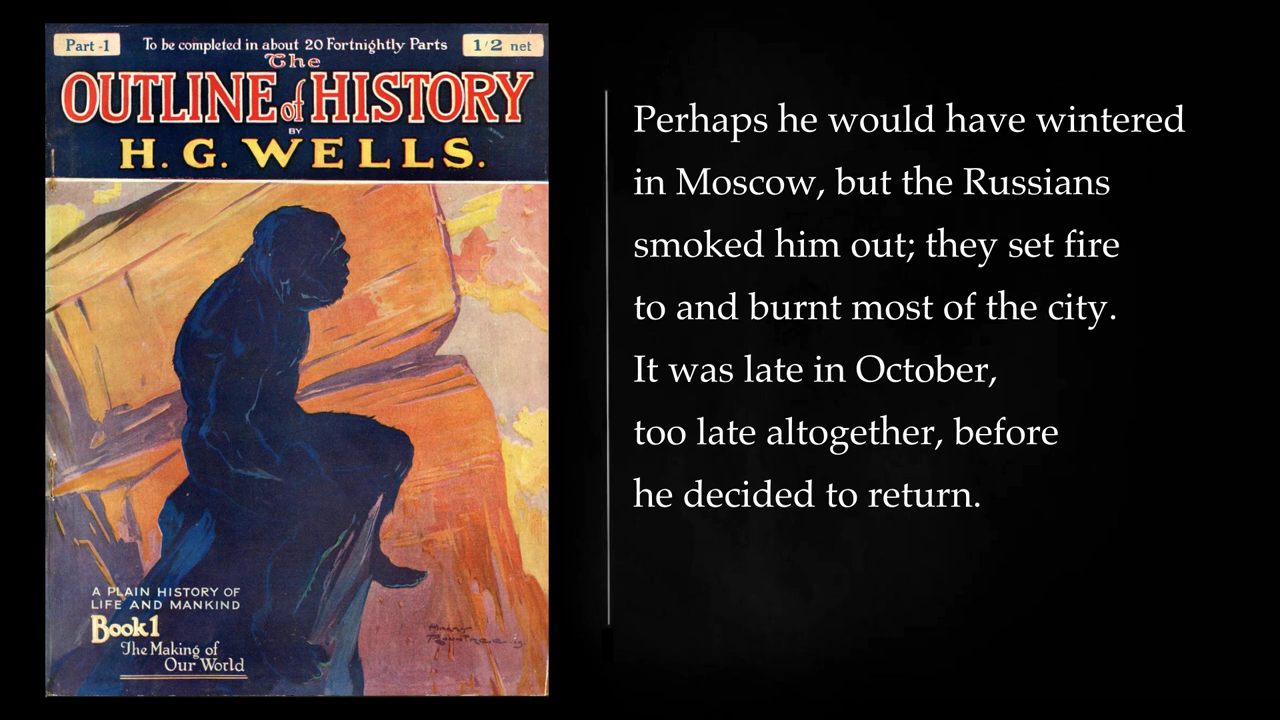 Part -1
To be completed in about 20 Fortnightly Parts
1/2 net
The
OUTLINE of HISTORY
BY
H. G. WELLS.
A PLAIN HISTORY OF
LIFE AND MANKIND
Book 1
The Making of
Our World
Perhaps he would have wintered
in Moscow, but the Russians
smoked him out; they set fire
to and burnt most of the city.
It was late in October,
too late altogether, before
he decided to return.